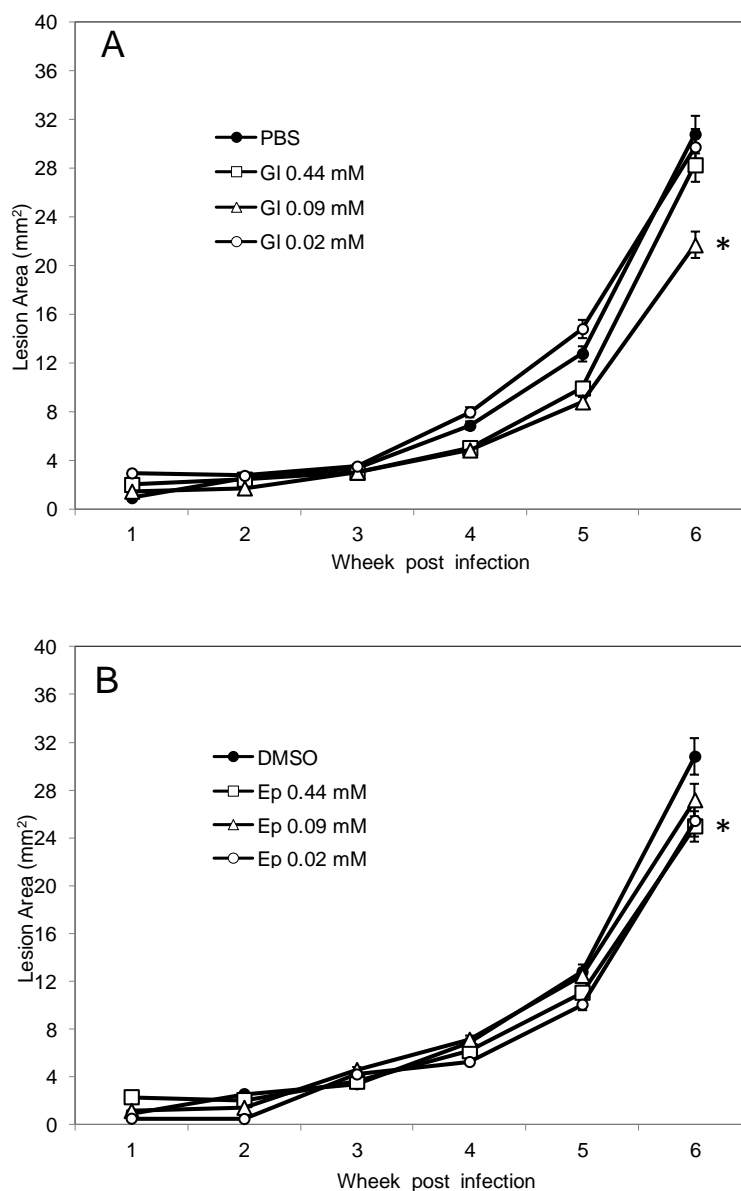 A
40
36
32
28
24
20
16
12
8
4
0
Lesion Area (mm²)
PBS
Gl 0.44 mM
Gl 0.09 mM
Gl 0.02 mM
*
1 2 3 4 5 6
Wheek post infection
B
40
36
32
28
24
20
16
12
8
4
0
Lesion Area (mm²)
DMSO
Ep 0.44 mM
Ep 0.09 mM
Ep 0.02 mM
*
1 2 3 4 5 6
Wheek post infection